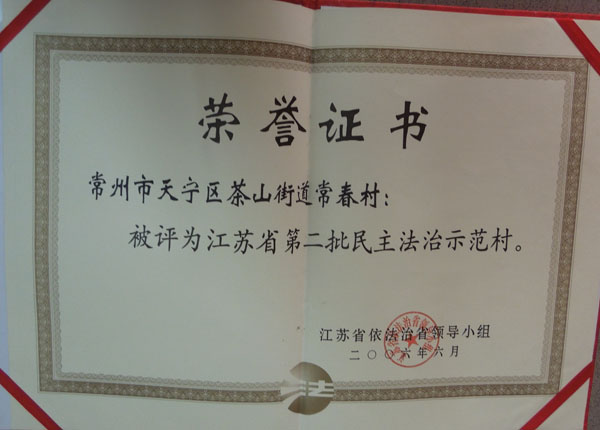 荣誉证书
常州市天宁区茶山街道常春村：
被评为江苏省第二批民主法治示范村。
江苏省依法治省领导小组
二〇〇六年六月